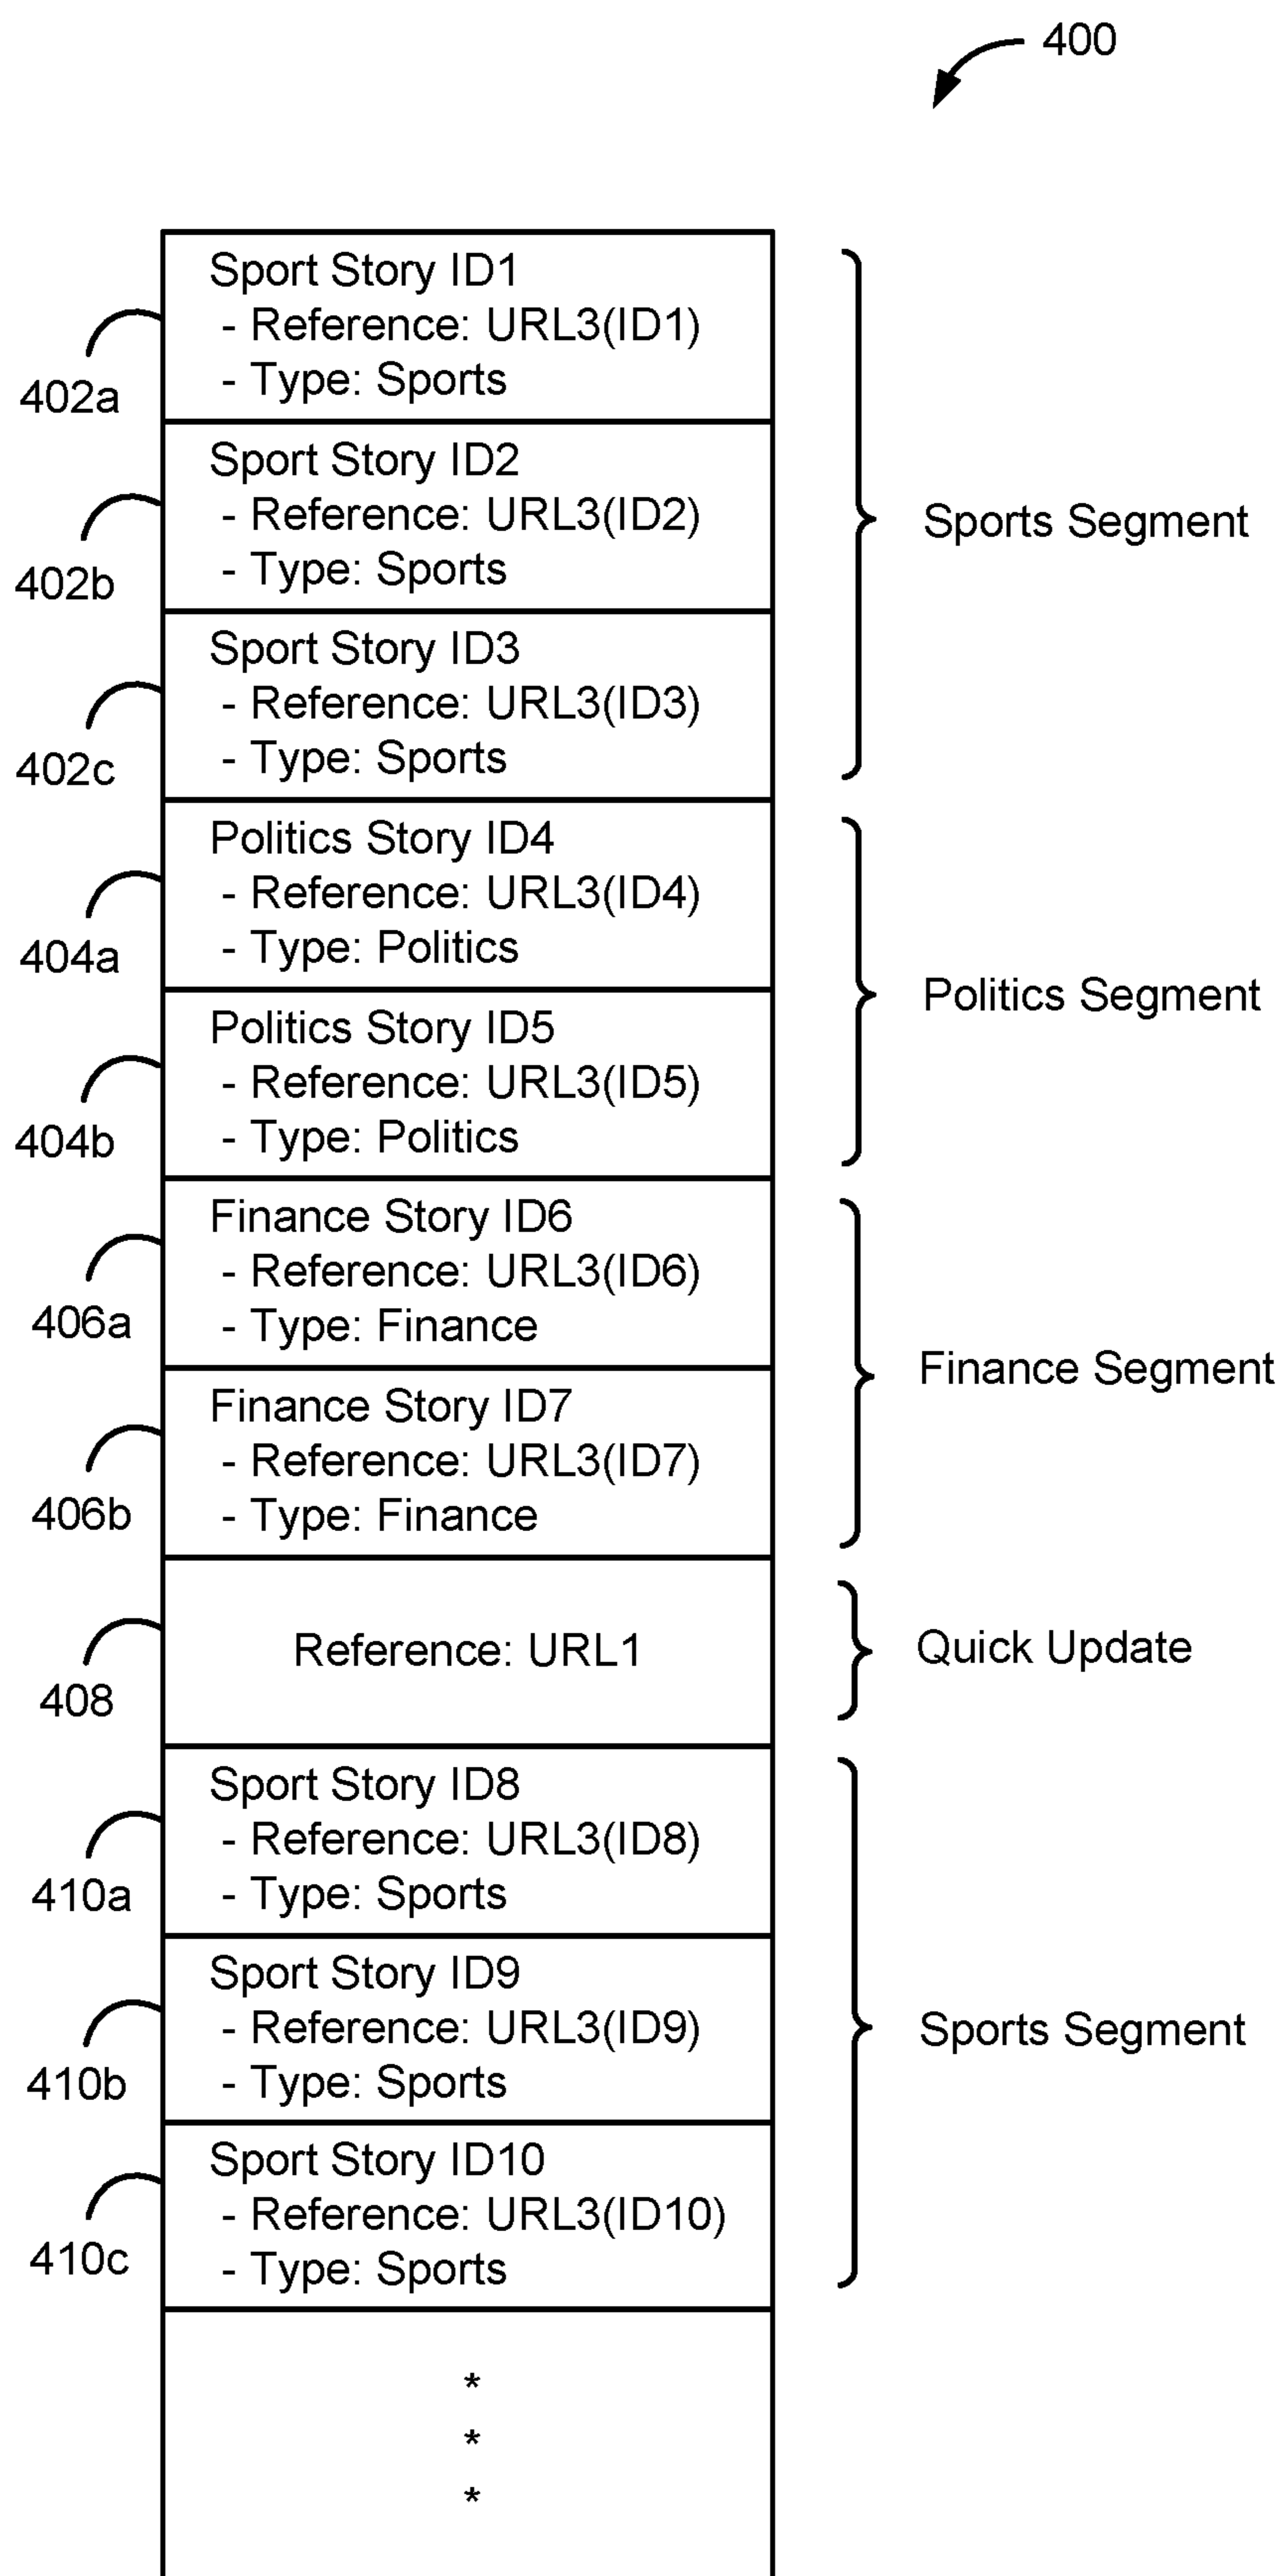 400
Sport Story ID1
- Reference: URL3(ID1)
- Type: Sports
402a
Sport Story ID2
- Reference: URL3(ID2)
- Type: Sports
402b
Sports Segment
Sport Story ID3
- Reference: URL3(ID3)
- Type: Sports
402c
Politics Story ID4
- Reference: URL3(ID4)
- Type: Politics
404a
Politics Segment
Politics Story ID5
- Reference: URL3(ID5)
- Type: Politics
404b
Finance Story ID6
- Reference: URL3(ID6)
- Type: Finance
406a
Finance Segment
Finance Story ID7
- Reference: URL3(ID7)
- Type: Finance
406b
Reference: URL1
Quick Update
408
Sport Story ID8
- Reference: URL3(ID8)
- Type: Sports
410a
Sport Story ID9
- Reference: URL3(ID9)
- Type: Sports
410b
Sports Segment
Sport Story ID10
- Reference: URL3(ID10)
- Type: Sports
410c
*
*
*